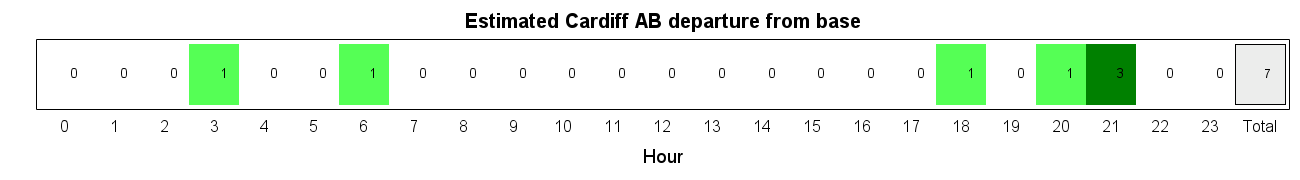 Estimated Cardiff AB departure from base
0 0 0 1 0 0 1 0 0 0 0 0 0 0 0 0 0 0 1 0 1 3 0 0 7
0 1 2 3 4 5 6 7 8 9 10 11 12 13 14 15 16 17 18 19 20 21 22 23 Total
Hour